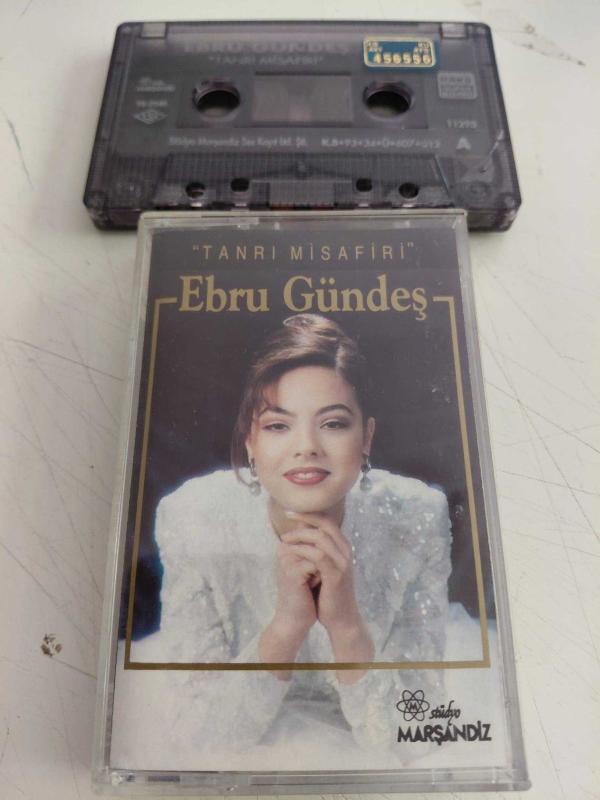 EBRU GÜNDEŞ
"TANRI MİSAFİRİ"
456556
11295
Stüdyo Marşandiz Ses Kayıt Ltd. Şti.
A
"TANRI MİSAFİRİ"
Ebru Gündeş
M
stüdyo
MARŞANDİZ